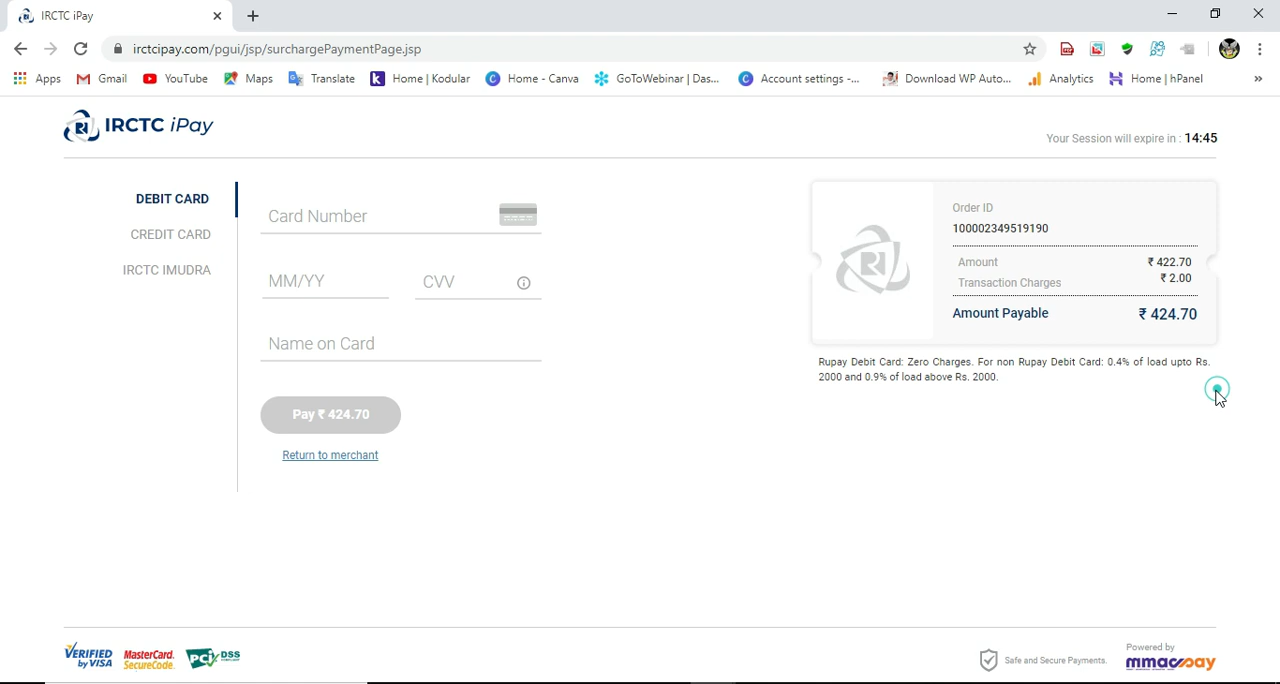 IRCTC iPay
irctcipay.com/pgui/jsp/surchargePaymentPage.jsp
Apps Gmail YouTube Maps Translate Home | Kodular Home - Canva GoToWebinar | Das... Account settings -... Download WP Auto... Analytics Home | hPanel »
IRCTC iPay
Your Session will expire in : 14:45
DEBIT CARD
CREDIT CARD
IRCTC IMUDRA
Card Number
MM/YY CVV
Name on Card
Pay ₹ 424.70
Return to merchant
Order ID
100002349519190
Amount ₹ 422.70
Transaction Charges ₹ 2.00
Amount Payable ₹ 424.70
Rupay Debit Card: Zero Charges. For non Rupay Debit Card: 0.4% of load upto Rs.
2000 and 0.9% of load above Rs. 2000.
VERIFIED
by VISA
MasterCard.
SecureCode.
PCI DSS
Safe and Secure Payments.
Powered by
mmadpay